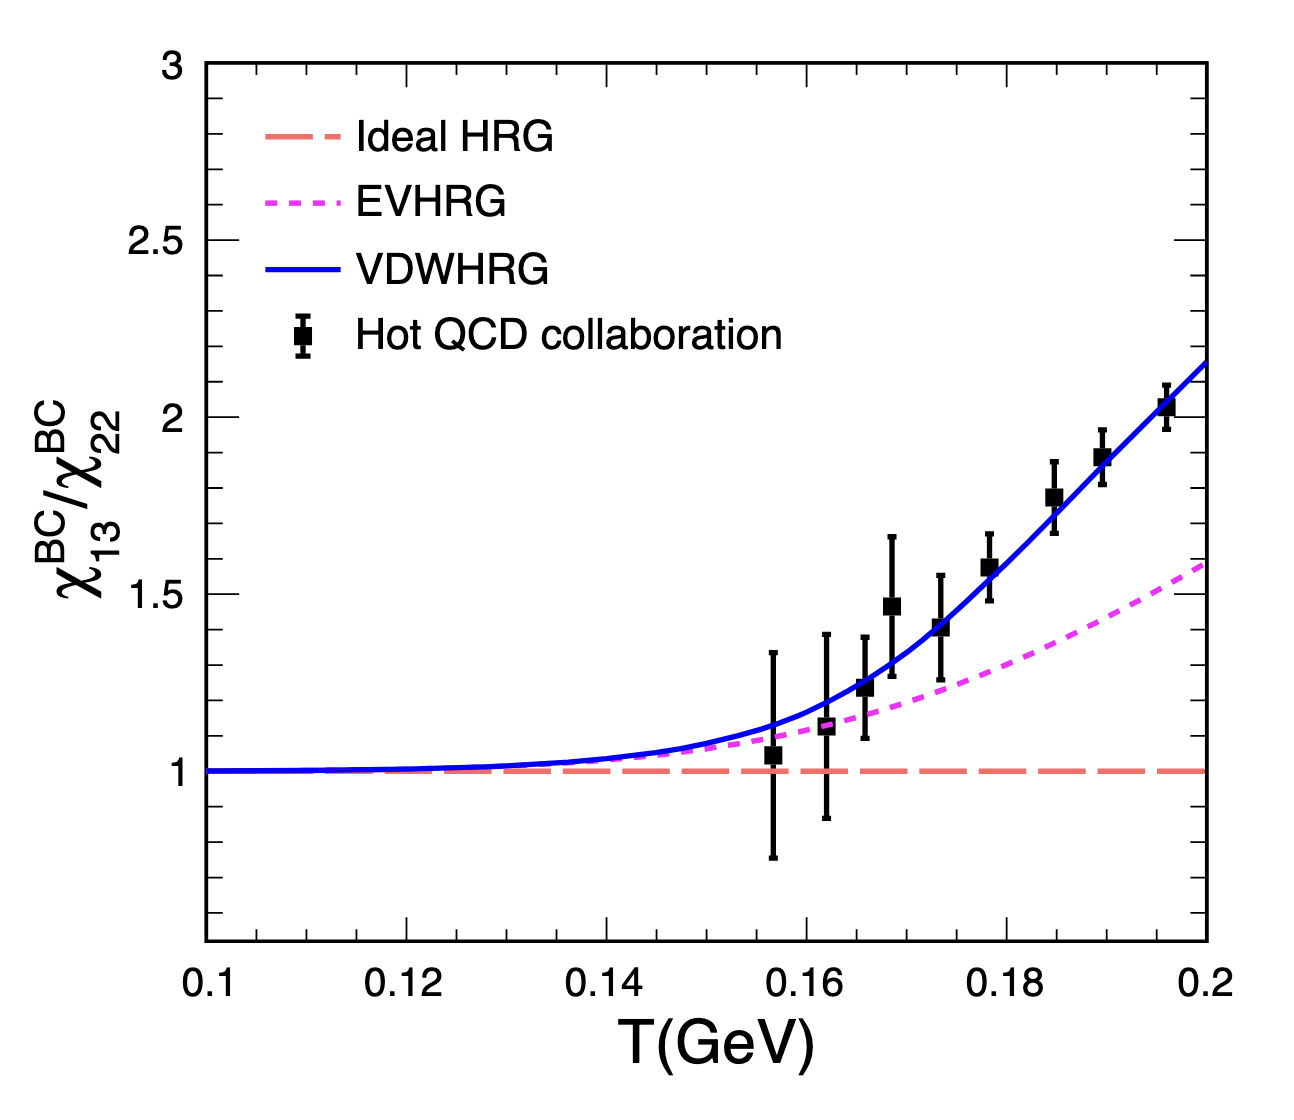 3
2.5
2
1.5
1
χ₁₃ᴮᶜ/χ₂₂ᴮᶜ
Ideal HRG
EVHRG
VDWHRG
Hot QCD collaboration
0.1 0.12 0.14 0.16 0.18 0.2
T(GeV)